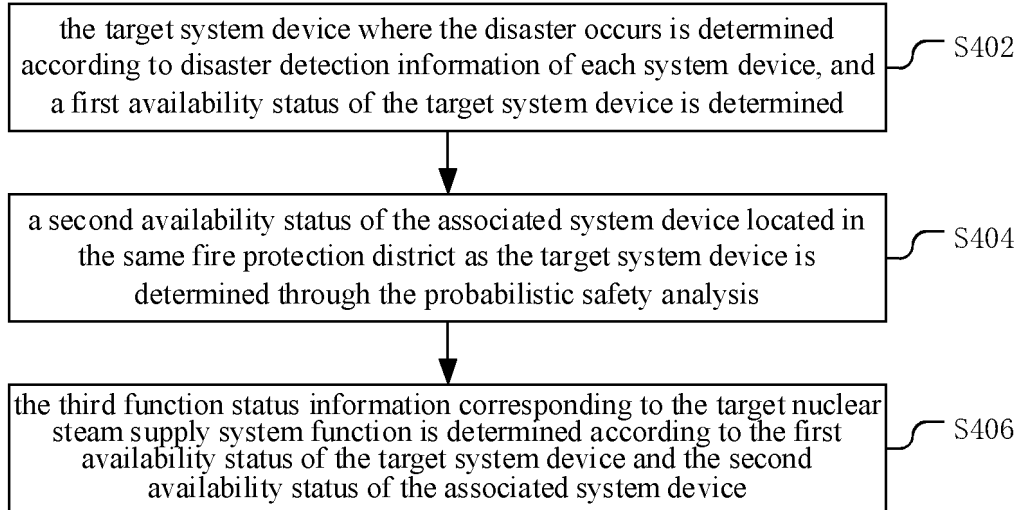 the target system device where the disaster occurs is determined
according to disaster detection information of each system device, and
a first availability status of the target system device is determined
S402
a second availability status of the associated system device located in
the same fire protection district as the target system device is
determined through the probabilistic safety analysis
S404
the third function status information corresponding to the target nuclear
steam supply system function is determined according to the first
availability status of the target system device and the second
availability status of the associated system device
S406